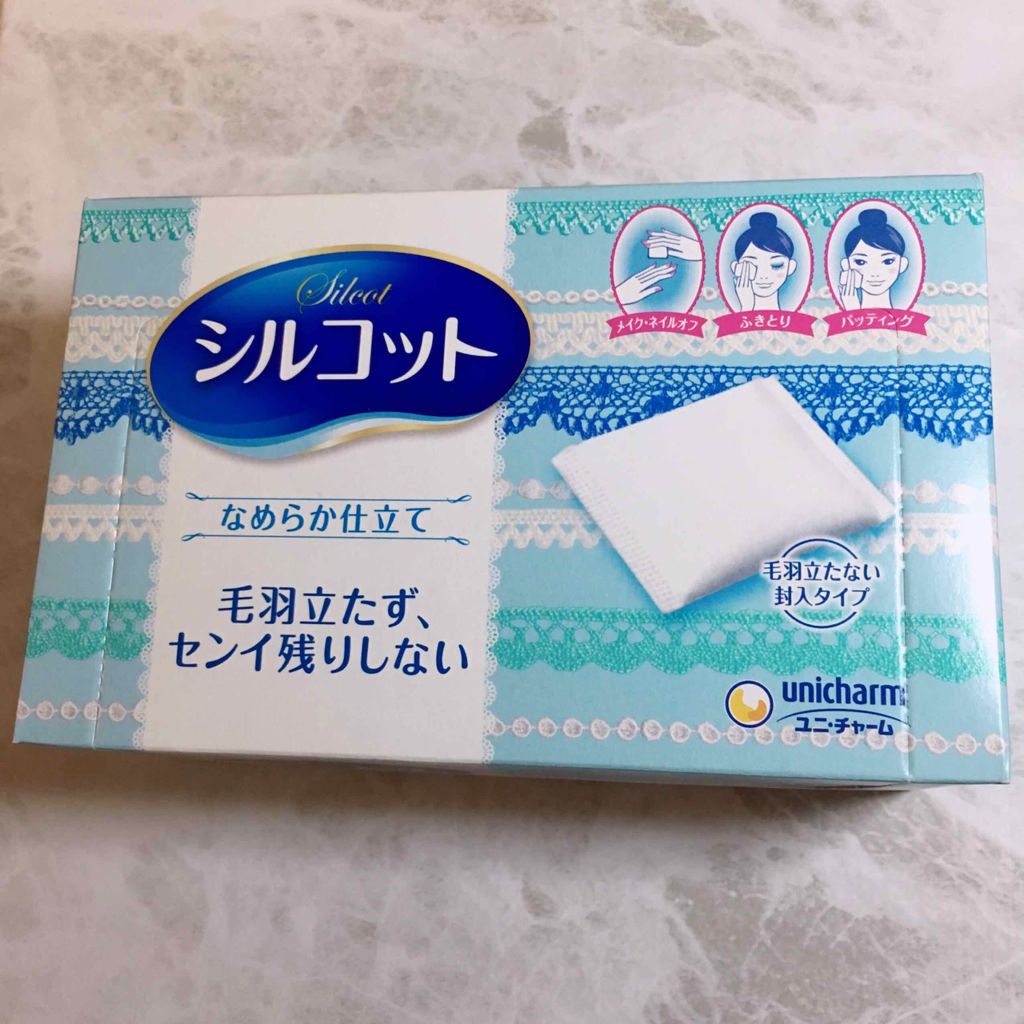 Silcot
シルコット
なめらか仕立て
毛羽立たず、
センイ残りしない
メイク・ネイルオフ
ふきとり
パッティング
毛羽立たない
封入タイプ
unicharm
ユニ・チャーム